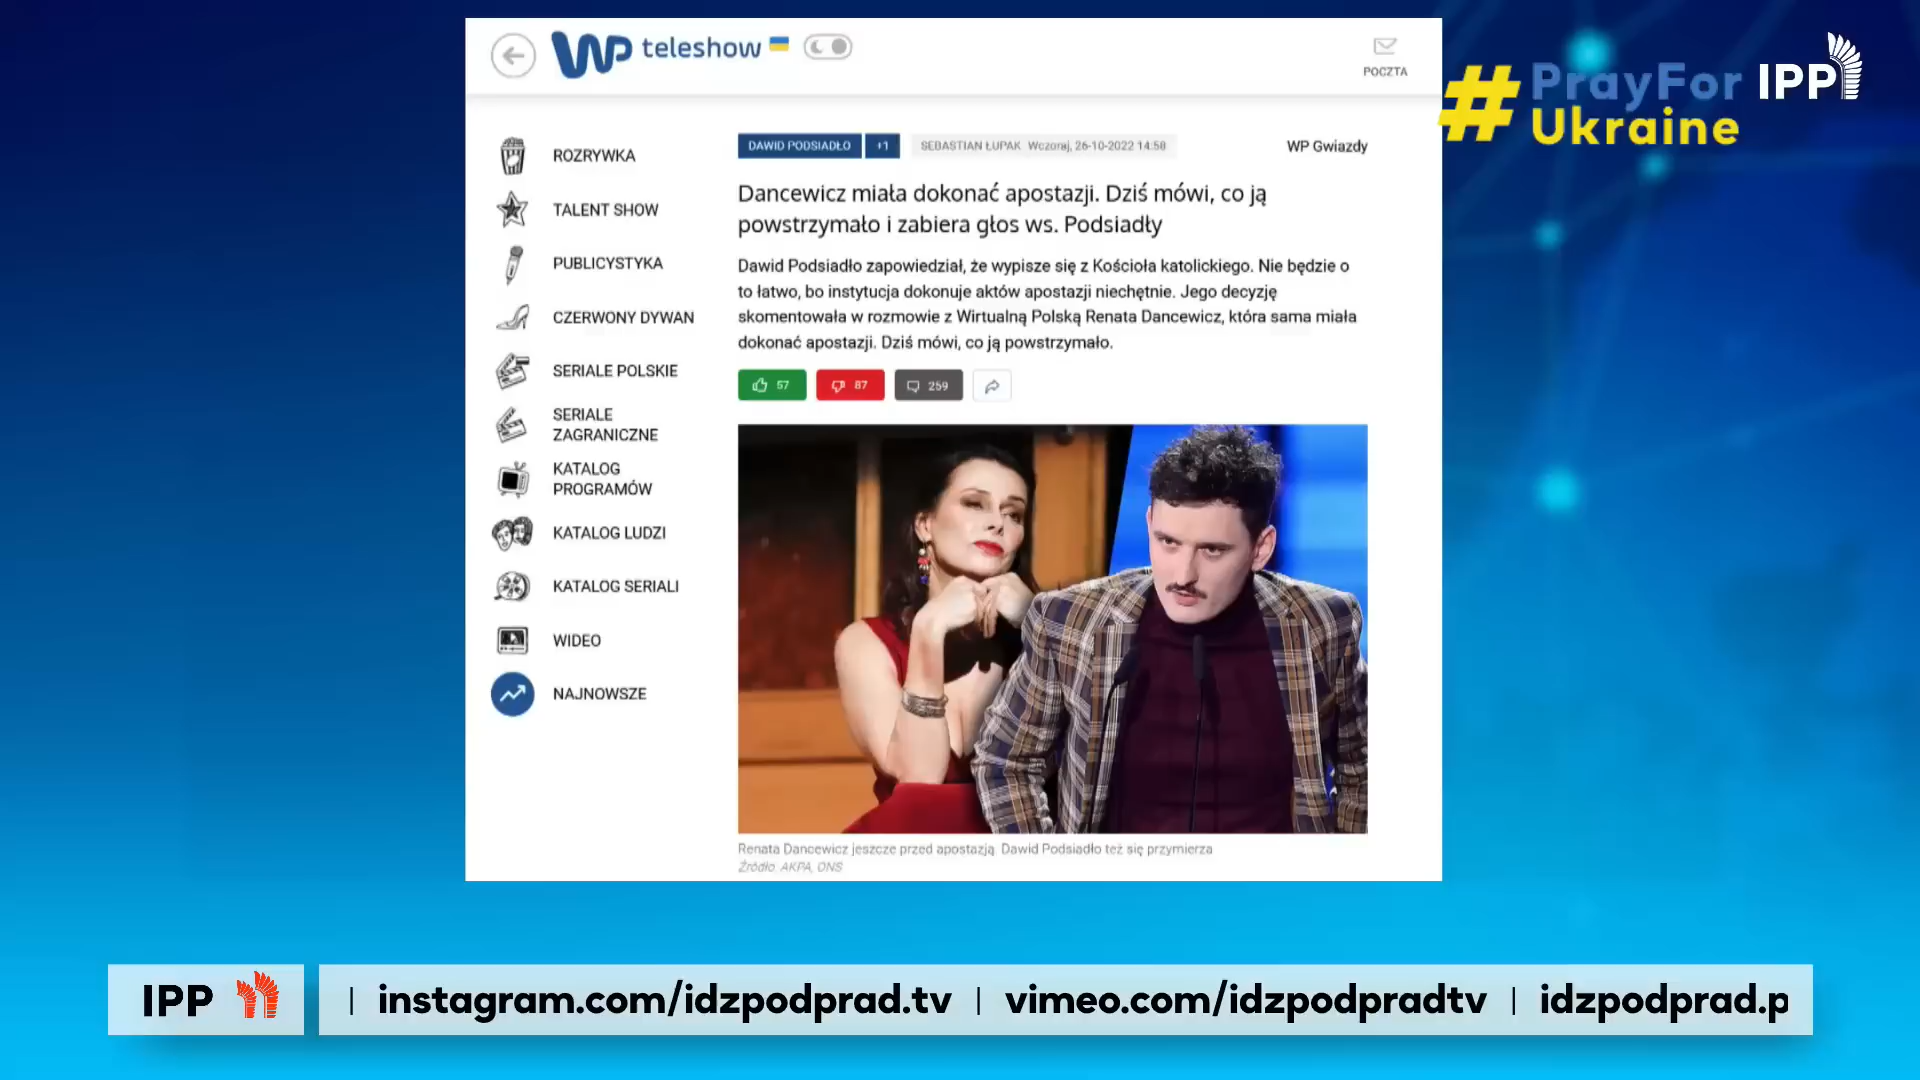 WP teleshow
POCZTA
#PrayFor
Ukraine
IPP
ROZRYWKA
TALENT SHOW
PUBLICYSTYKA
CZERWONY DYWAN
SERIALE POLSKIE
SERIALE
ZAGRANICZNE
KATALOG
PROGRAMÓW
KATALOG LUDZI
KATALOG SERIALI
WIDEO
NAJNOWSZE
DAWID PODSIADŁO +1 SEBASTIAN ŁUPAK Wczoraj, 26-10-2022 14:58 WP Gwiazdy
Dancewicz miała dokonać apostazji. Dziś mówi, co ją
powstrzymało i zabiera głos ws. Podsiadły
Dawid Podsiadło zapowiedział, że wypisze się z Kościoła katolickiego. Nie będzie o
to łatwo, bo instytucja dokonuje aktów apostazji niechętnie. Jego decyzję
skomentowała w rozmowie z Wirtualną Polską Renata Dancewicz, która sama miała
dokonać apostazji. Dziś mówi, co ją powstrzymało.
57 87 259
Renata Dancewicz jeszcze przed apostazją. Dawid Podsiadło też się przymierza
Źródło: AKPA, ONS
IPP | instagram.com/idzpodprad.tv | vimeo.com/idzpodpradtv | idzpodprad.p